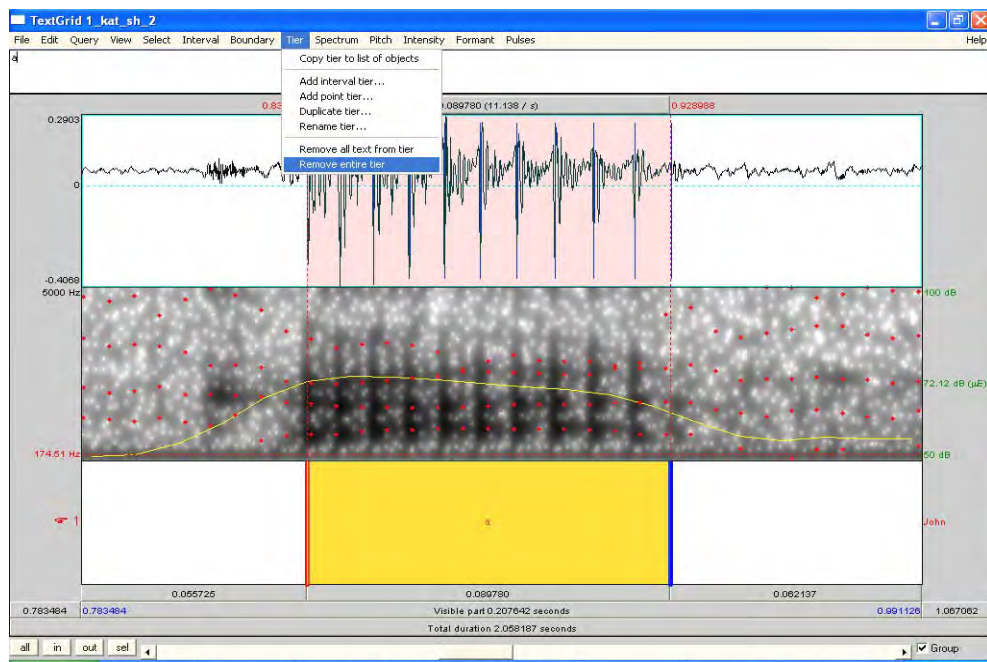 TextGrid 1_kat_sh_2
File Edit Query View Select Interval Boundary Tier Spectrum Pitch Intensity Formant Pulses Help
a
Copy tier to list of objects
Add interval tier...
Add point tier...
Duplicate tier...
Rename tier...
Remove all text from tier
Remove entire tier
0.83 .089780 (11.138 / s) 0.928988
0.2903
0
-0.4068
5000 Hz 100 dB
72.12 dB (µE)
174.51 Hz 50 dB
1 a John
0.055725 0.089780 0.062137
0.783484 0.783484 Visible part 0.207642 seconds 0.991126 1.067062
Total duration 2.058187 seconds
all in out sel Group